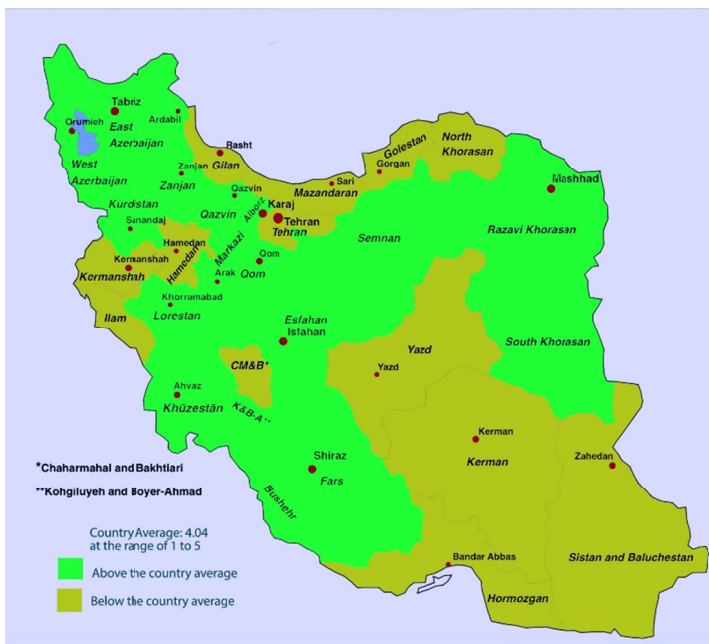 Tabriz
Orumieh
Ardabil
East
Azerbaijan
West
Azerbaijan
Rasht
Gilan
Zanjan
Zanjan
Golestan
Gorgan
North
Khorasan
Sari
Mazandaran
Mashhad
Kurdistan
Qazvin
Qazvin
Alborz
Karaj
Tehran
Tehran
Sinandaj
Hamedan
Hamedan
Markazi
Qom
Qom
Semnan
Razavi Khorasan
Kermanshah
Kermanshah
Arak
Khorramabad
Lorestan
Ilam
Esfahan
Isfahan
South Khorasan
Yazd
Yazd
CM&B*
Ahvaz
Khūzestān
K&B-A**
Kerman
Kerman
Shiraz
Fars
Zahedan
Bushehr
*Chaharmahal and Bakhtiari
**Kohgiluyeh and Boyer-Ahmad
Country Average: 4.04
at the range of 1 to 5
Above the country average
Below the country average
Bandar Abbas
Sistan and Baluchestan
Hormozgan